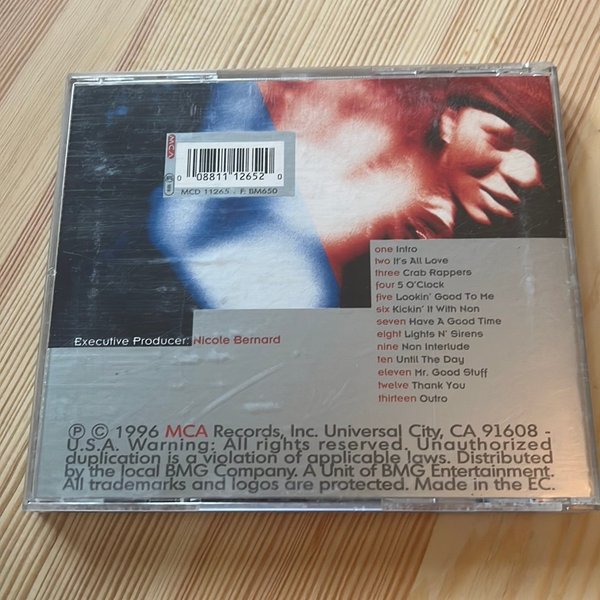 MCA
0 08811 12652 0
MCD 11265 . F: BM650
one Intro
two It's All Love
three Crab Rappers
four 5 O'Clock
five Lookin' Good To Me
six Kickin' It With Non
seven Have A Good Time
eight Lights N' Sirens
nine Non Interlude
ten Until The Day
eleven Mr. Good Stuff
twelve Thank You
thirteen Outro
Executive Producer: Nicole Bernard
Ⓟ © 1996 MCA Records, Inc. Universal City, CA 91608 -
U.S.A. Warning: All rights reserved. Unauthorized
duplication is a violation of applicable laws. Distributed
by the local BMG Company. A Unit of BMG Entertainment.
All trademarks and logos are protected. Made in the EC.